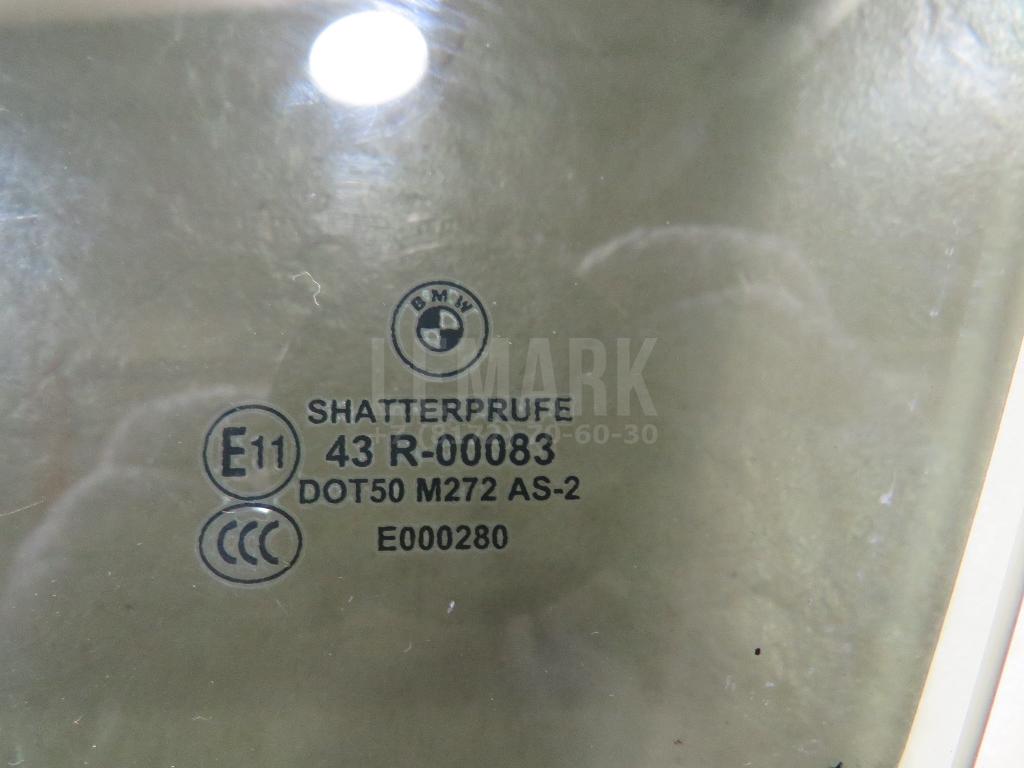 BMW
SHATTERPRUFE
E11
43 R-00083
DOT50 M272 AS-2
CCC
E000280